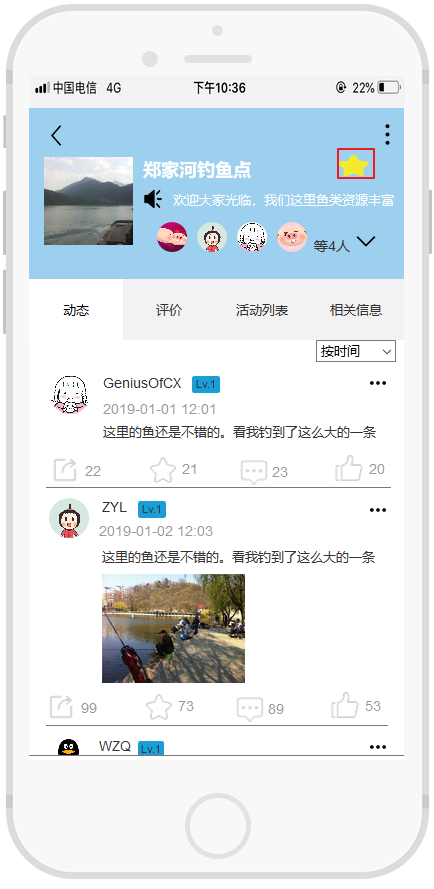 中国电信 4G 下午10:36 22%
郑家河钓鱼点
欢迎大家光临，我们这里鱼类资源丰富
等4人
动态 评价 活动列表 相关信息
按时间
GeniusOfCX Lv.1
2019-01-01 12:01
这里的鱼还是不错的。看我钓到了这么大的一条
22 21 23 20
ZYL Lv.1
2019-01-02 12:03
这里的鱼还是不错的。看我钓到了这么大的一条
99 73 89 53
WZQ Lv.1